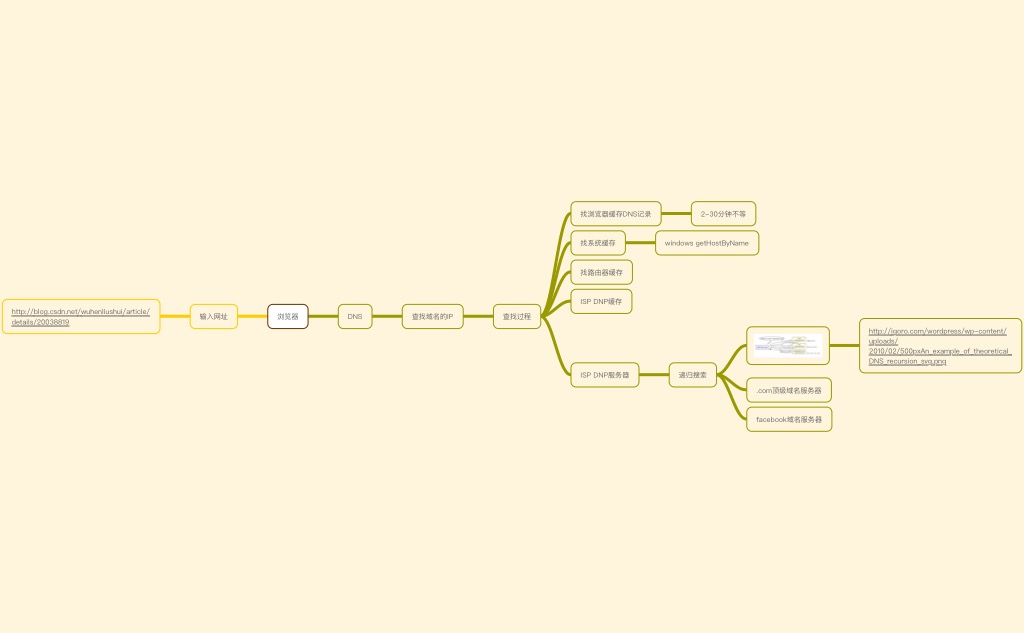 http://blog.csdn.net/wuhenliushui/article/
details/20038819
输入网址
浏览器
DNS
查找域名的IP
查找过程
找浏览器缓存DNS记录
2-30分钟不等
找系统缓存
windows getHostByName
找路由器缓存
ISP DNP缓存
ISP DNP服务器
递归搜索
http://igoro.com/wordpress/wp-content/
uploads/
2010/02/500pxAn_example_of_theoretical_
DNS_recursion_svg.png
.com顶级域名服务器
facebook域名服务器